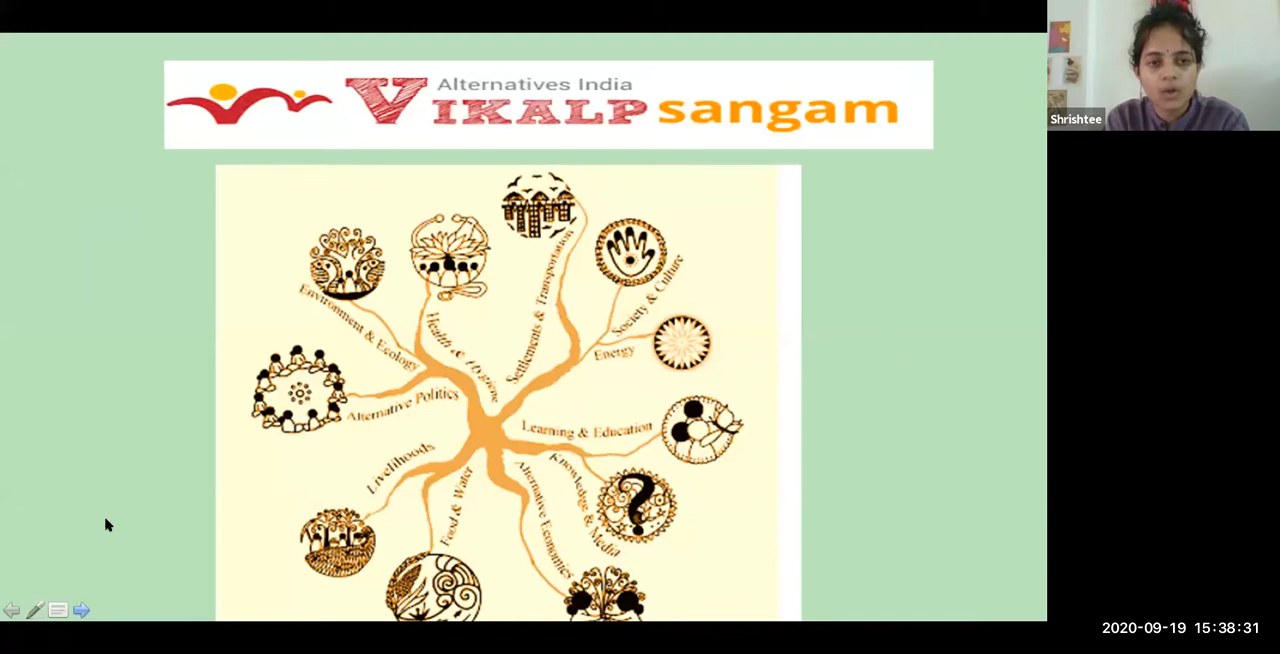 Alternatives India
VIKALP sangam
Shrishtee
Environment & Ecology
Health & Hygiene
Settlements & Transportation
Society & Culture
Energy
Alternative Politics
Learning & Education
Livelihoods
Food & Water
Alternative Economics
Knowledge & Media
2020-09-19 15:38:31